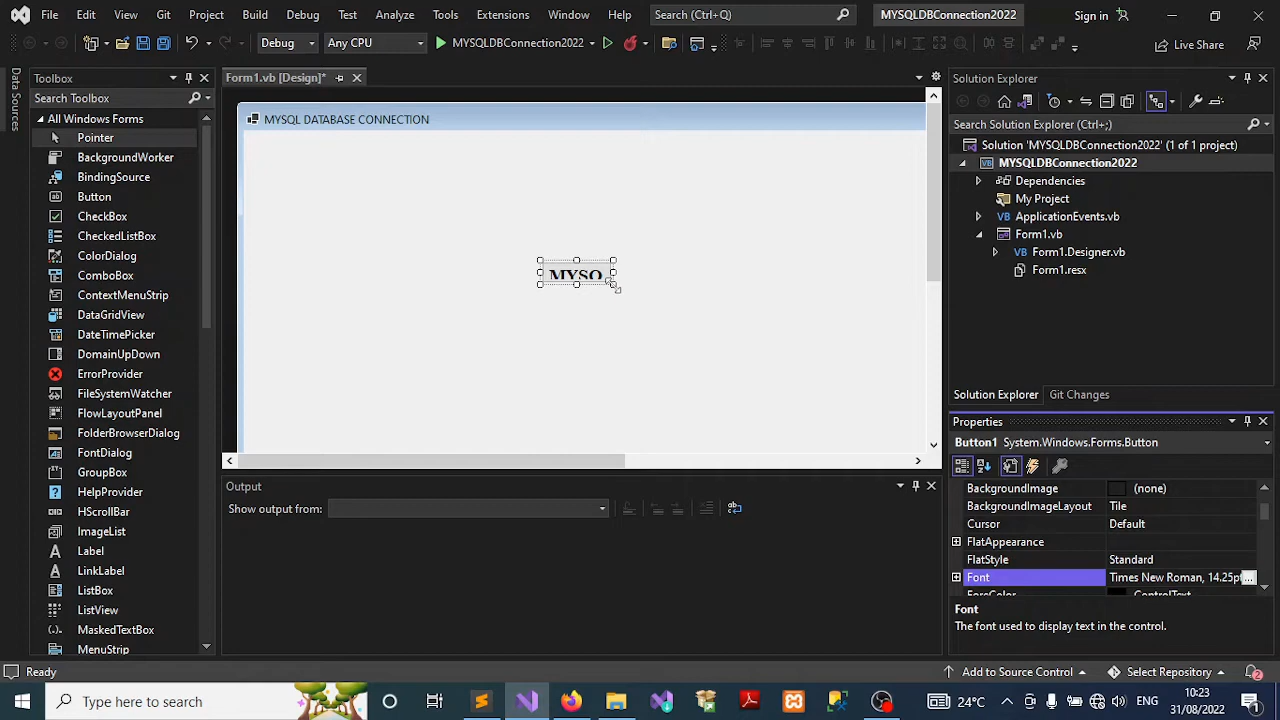 File Edit View Git Project Build Debug Test Analyze Tools Extensions Window Help Search (Ctrl+Q) MYSQLDBConnection2022 Sign in
Debug Any CPU MYSQLDBConnection2022 Live Share
Data Sources
Toolbox
Search Toolbox
All Windows Forms
Pointer
BackgroundWorker
BindingSource
Button
CheckBox
CheckedListBox
ColorDialog
ComboBox
ContextMenuStrip
DataGridView
DateTimePicker
DomainUpDown
ErrorProvider
FileSystemWatcher
FlowLayoutPanel
FolderBrowserDialog
FontDialog
GroupBox
HelpProvider
HScrollBar
ImageList
Label
LinkLabel
ListBox
ListView
MaskedTextBox
MenuStrip
Form1.vb [Design]*
MYSQL DATABASE CONNECTION
MYSQ
Output
Show output from:
Solution Explorer
Search Solution Explorer (Ctrl+;)
Solution 'MYSQLDBConnection2022' (1 of 1 project)
MYSQLDBConnection2022
Dependencies
My Project
ApplicationEvents.vb
Form1.vb
Form1.Designer.vb
Form1.resx
Solution Explorer Git Changes
Properties
Button1 System.Windows.Forms.Button
BackgroundImage (none)
BackgroundImageLayout Tile
Cursor Default
FlatAppearance
FlatStyle Standard
Font Times New Roman, 14.25pt
ForeColor ControlText
Font
The font used to display text in the control.
Ready Add to Source Control Select Repository 2
Type here to search 24°C ENG 10:23
31/08/2022